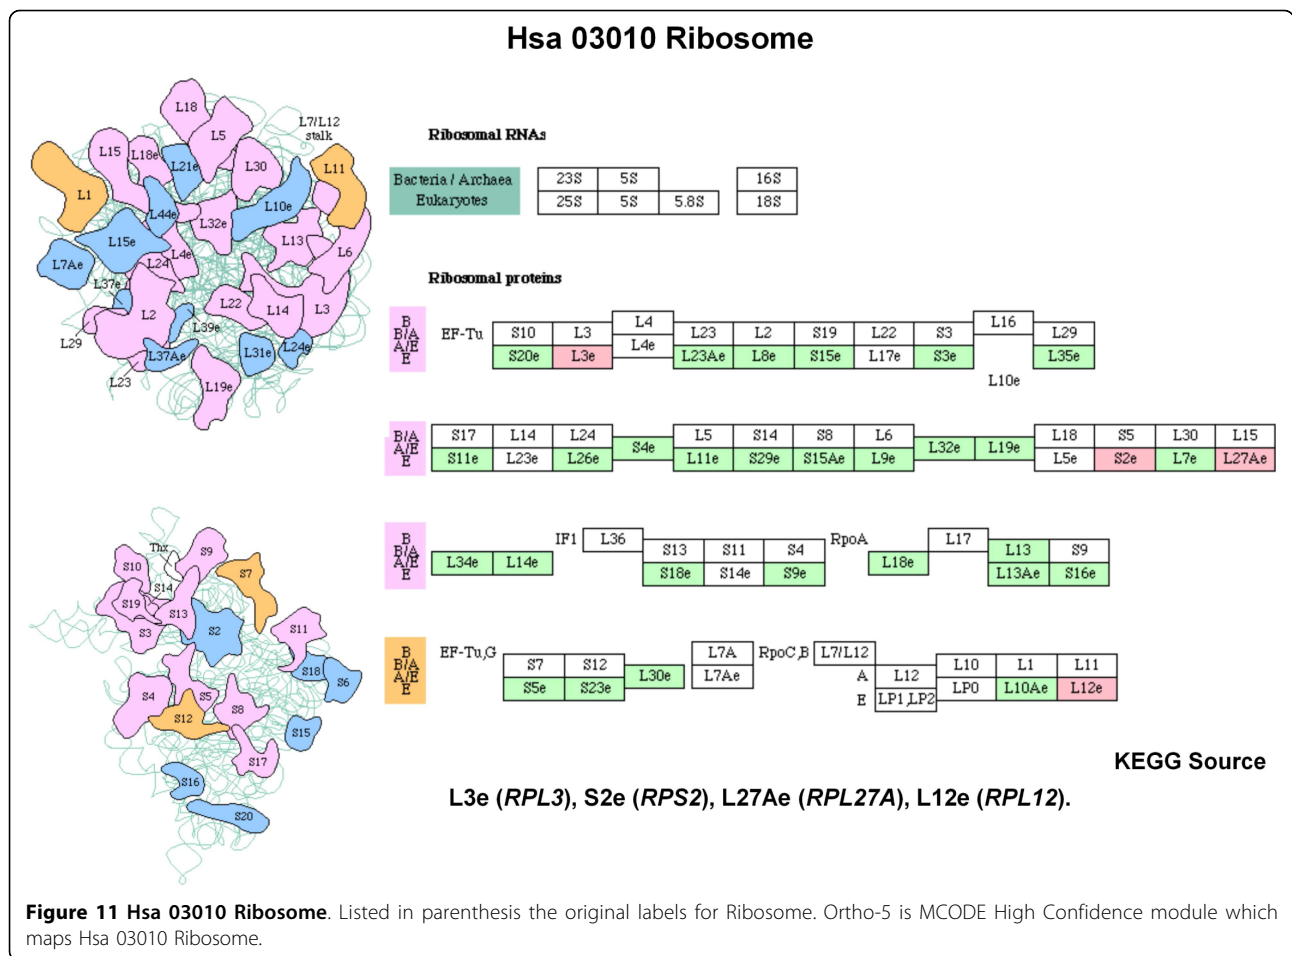 Hsa 03010 Ribosome
L18
L5
L7/L12
stalk
L15
L18e
L21e
L30
L11
L1
L44e
L10e
L32e
L15e
L13
L6
L7Ae
L24
L4e
L37e
L2
L22
L14
L3
L39e
L29
L37Ae
L31e
L24e
L23
L19e
Ribosomal RNAs
Bacteria / Archaea 23S 5S 16S
Eukaryotes 25S 5S 5.8S 18S
Ribosomal proteins
B
B/A
A/E
E
EF-Tu S10 L3 L4 L23 L2 S19 L22 S3 L16 L29
S20e L3e L4e L23Ae L8e S15e L17e S3e L35e
L10e
B/A
A/E
E
S17 L14 L24 S4e L5 S14 S8 L6 L32e L19e L18 S5 L30 L15
S11e L23e L26e L11e S29e S15Ae L9e L5e S2e L7e L27Ae
B
B/A
A/E
E
IF1 L36 RpoA L17
S13 S11 S4 L13 S9
L34e L14e S18e S14e S9e L18e L13Ae S16e
B
B/A
A/E
E
EF-Tu,G L7A RpoC,B L7/L12
S7 S12 L30e L7Ae A L12 L10 L1 L11
S5e S23e E LP1,LP2 LP0 L10Ae L12e
Thx
S9
S10
S7
S14
S19
S13
S3
S2
S11
S18
S6
S4
S5
S12
S8
S15
S17
S16
S20
KEGG Source
L3e (RPL3), S2e (RPS2), L27Ae (RPL27A), L12e (RPL12).
Figure 11 Hsa 03010 Ribosome. Listed in parenthesis the original labels for Ribosome. Ortho-5 is MCODE High Confidence module which
maps Hsa 03010 Ribosome.